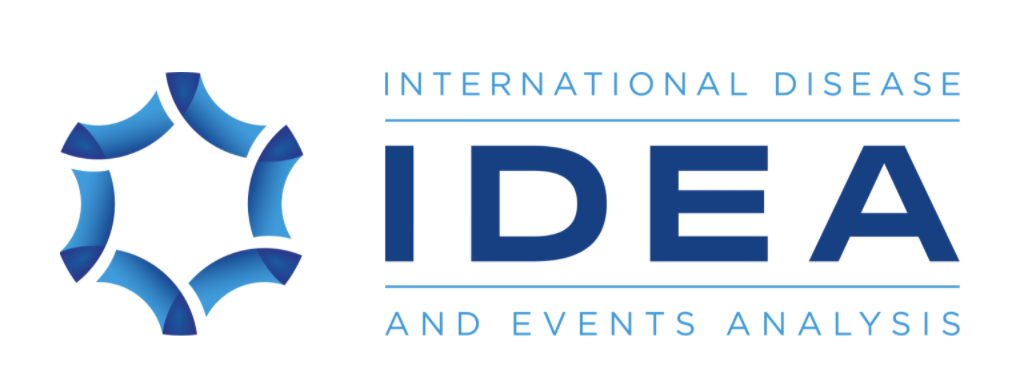 INTERNATIONAL DISEASE
IDEA
AND EVENTS ANALYSIS